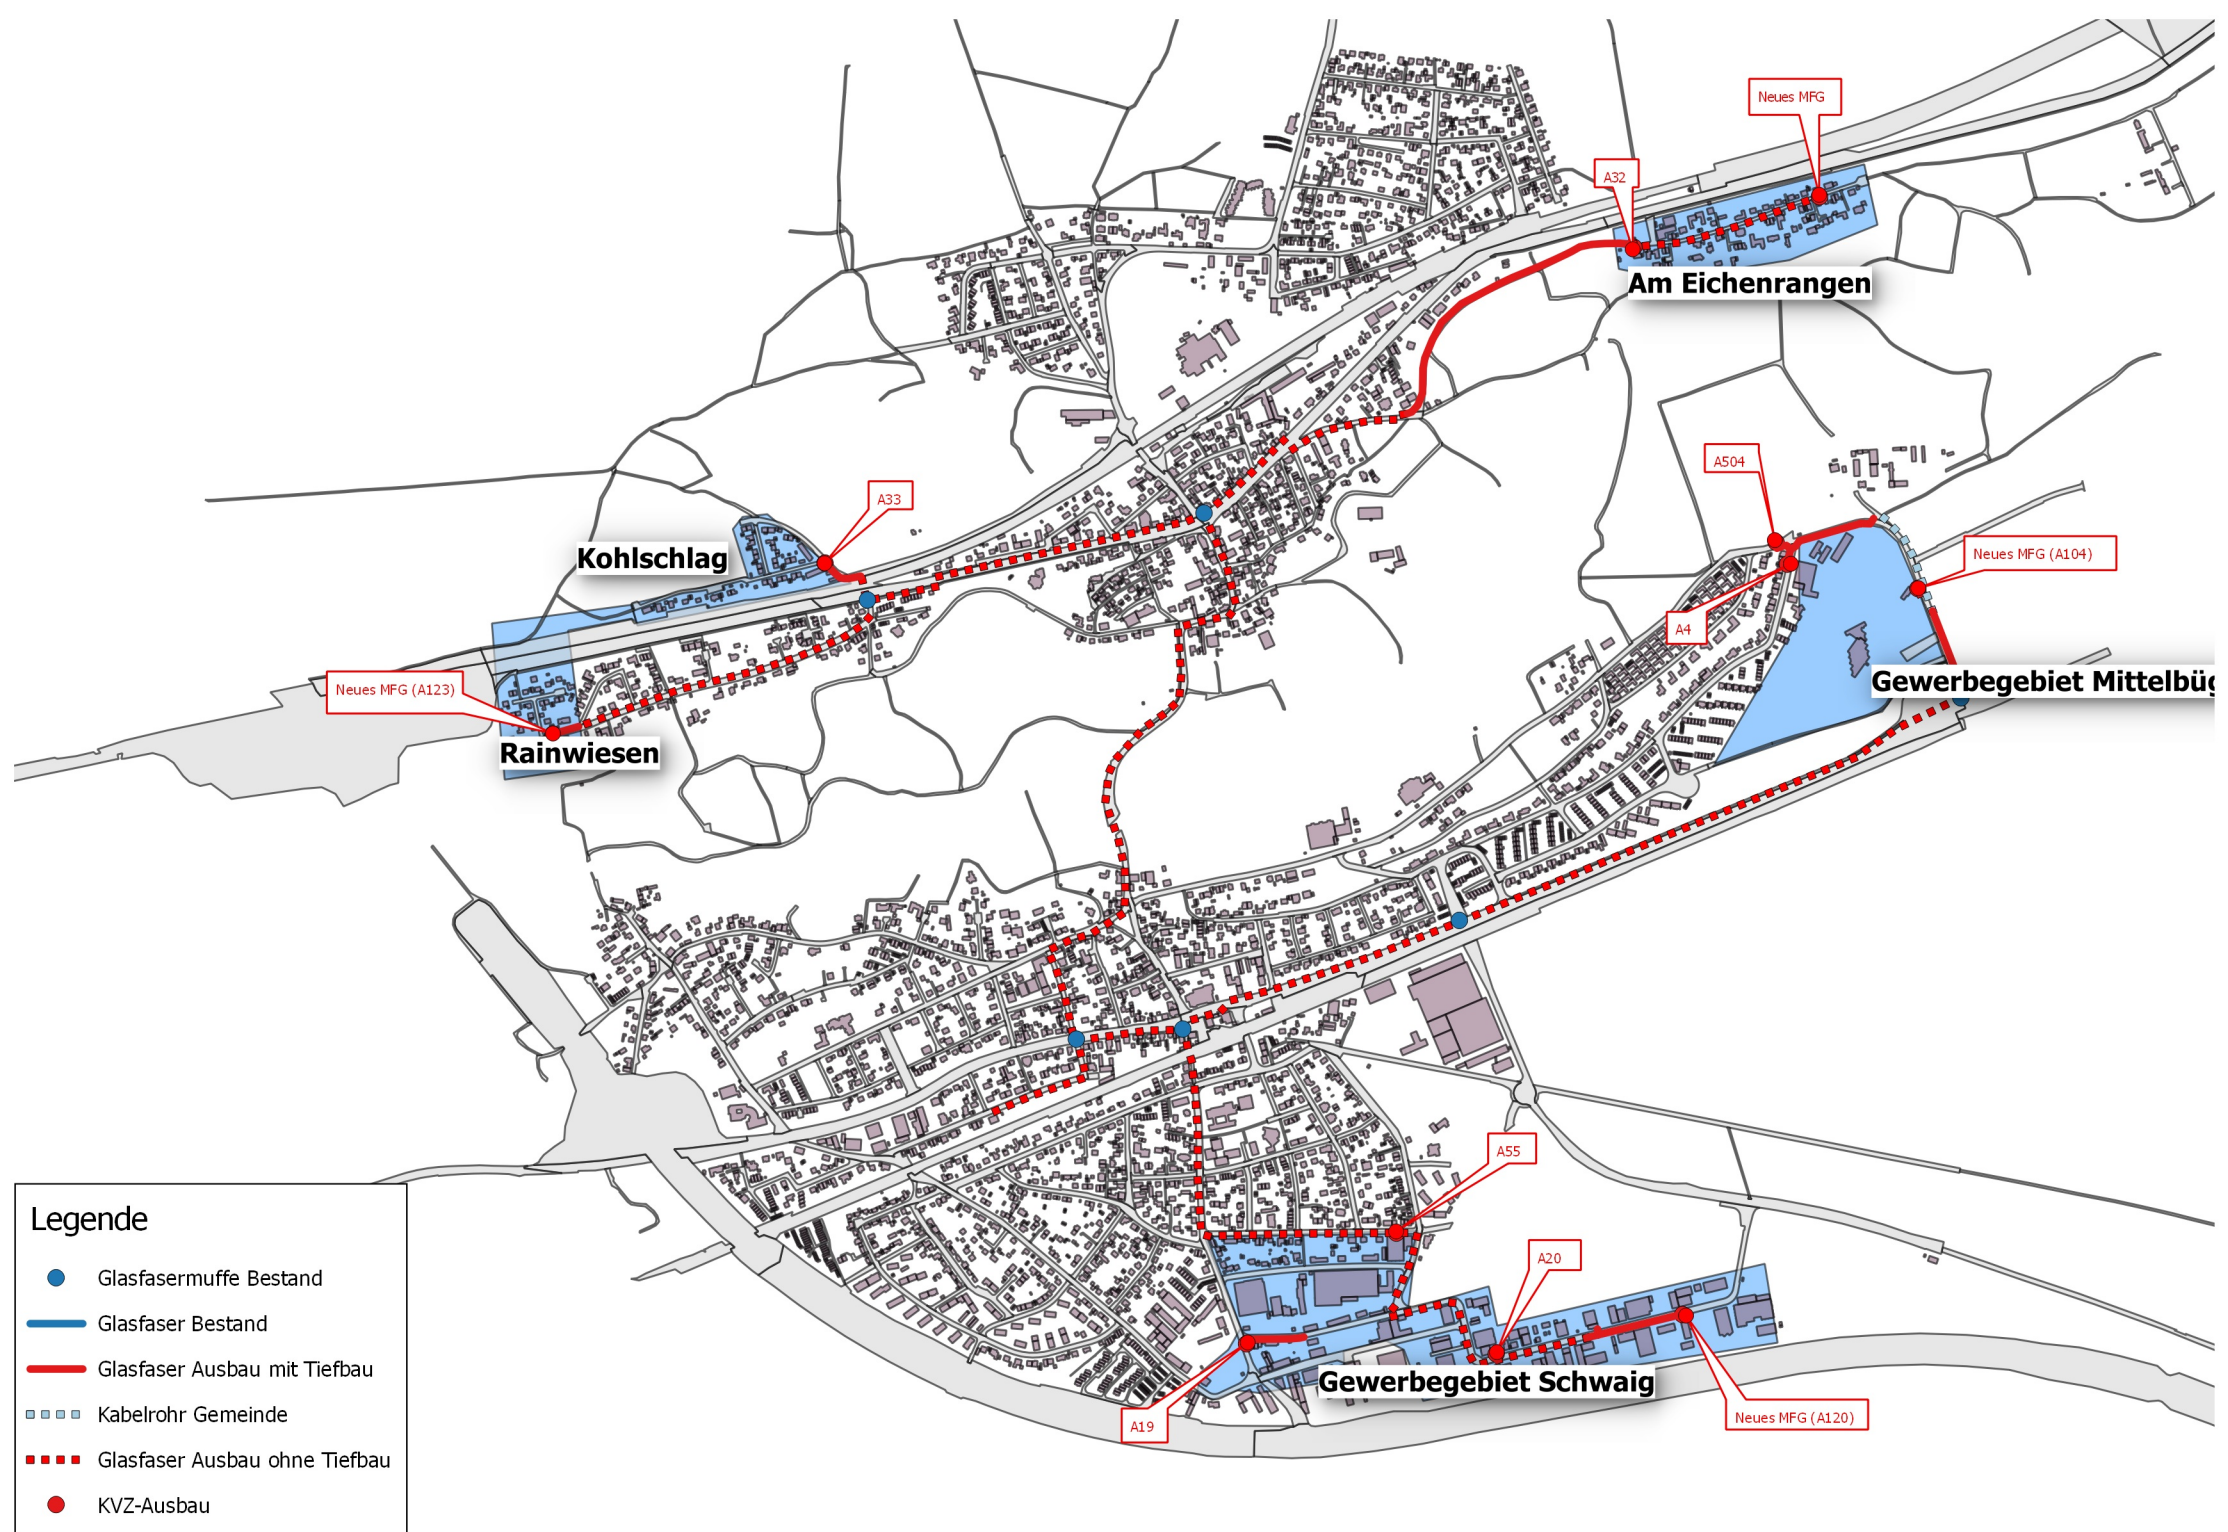 Neues MFG
A32
Am Eichenrangen
A504
A33
Kohlschlag
Neues MFG (A104)
A4
Neues MFG (A123)
Gewerbegebiet Mittelbüg
Rainwiesen
A55
A20
Gewerbegebiet Schwaig
A19
Neues MFG (A120)
Legende
Glasfasermuffe Bestand
Glasfaser Bestand
Glasfaser Ausbau mit Tiefbau
Kabelrohr Gemeinde
Glasfaser Ausbau ohne Tiefbau
KVZ-Ausbau